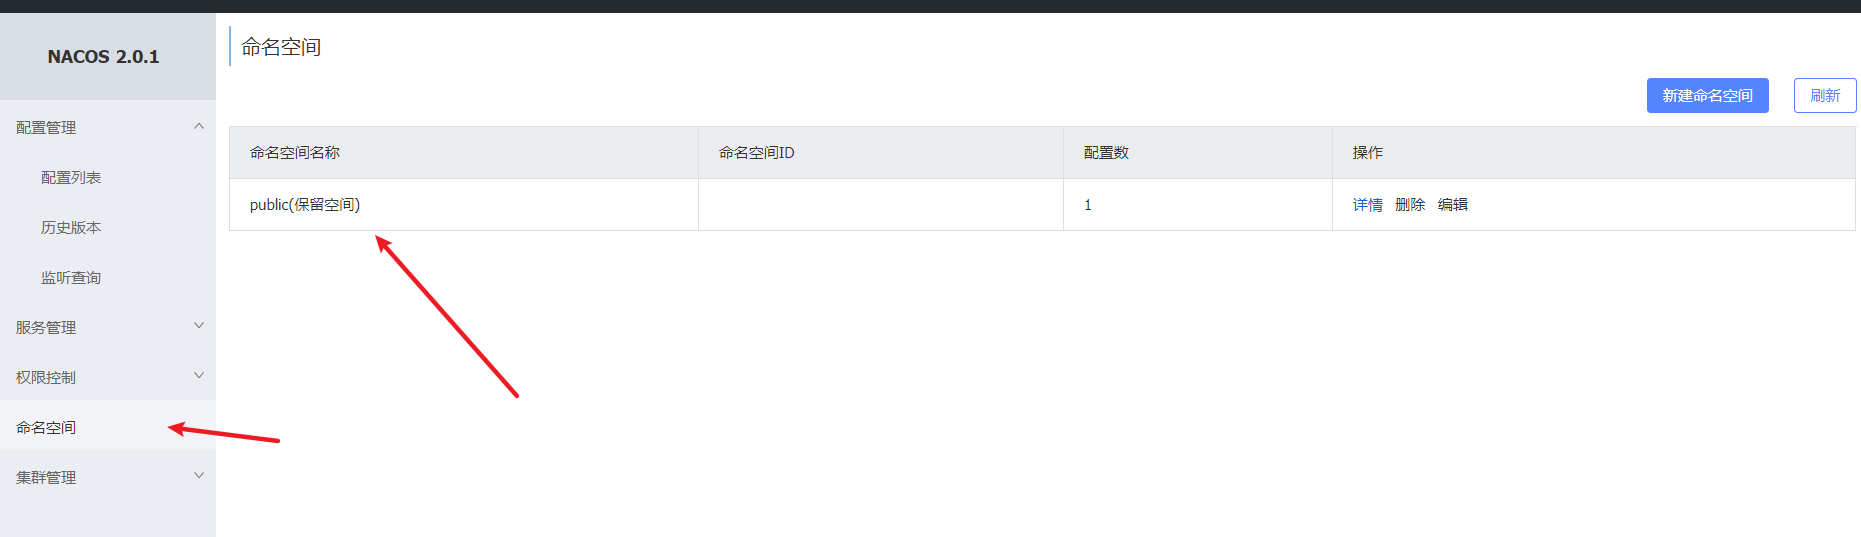 NACOS 2.0.1
配置管理
配置列表
历史版本
监听查询
服务管理
权限控制
命名空间
集群管理
命名空间
新建命名空间 刷新
命名空间名称 命名空间ID 配置数 操作
public(保留空间) 1 详情 删除 编辑